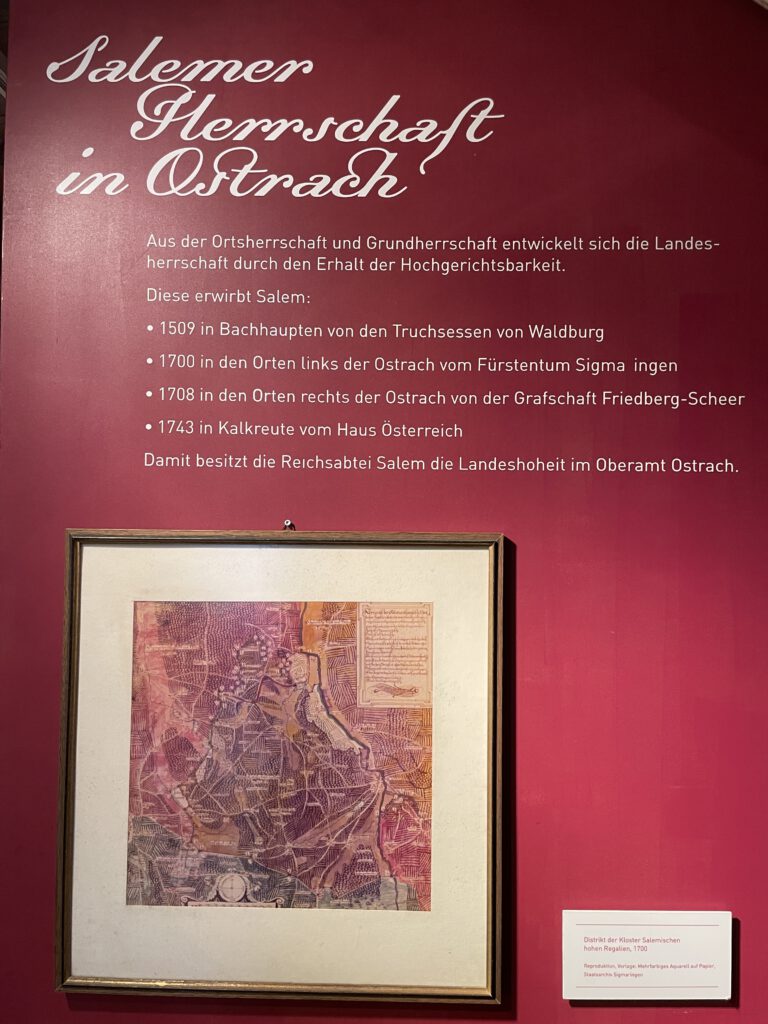 Salemer
Herrschaft
in Ostrach
Aus der Ortsherrschaft und Grundherrschaft entwickelt sich die Landes-
herrschaft durch den Erhalt der Hochgerichtsbarkeit.
Diese erwirbt Salem:
• 1509 in Bachhaupten von den Truchsessen von Waldburg
• 1700 in den Orten links der Ostrach vom Fürstentum Sigma ingen
• 1708 in den Orten rechts der Ostrach von der Grafschaft Friedberg-Scheer
• 1743 in Kalkreute vom Haus Österreich
Damit besitzt die Reichsabtei Salem die Landeshoheit im Oberamt Ostrach.
Distrikt der Kloster Salemischen
hohen Regalien, 1700
Reproduktion, Vorlage: Mehrfarbiges Aquarell auf Papier,
Staatsarchiv Sigmaringen